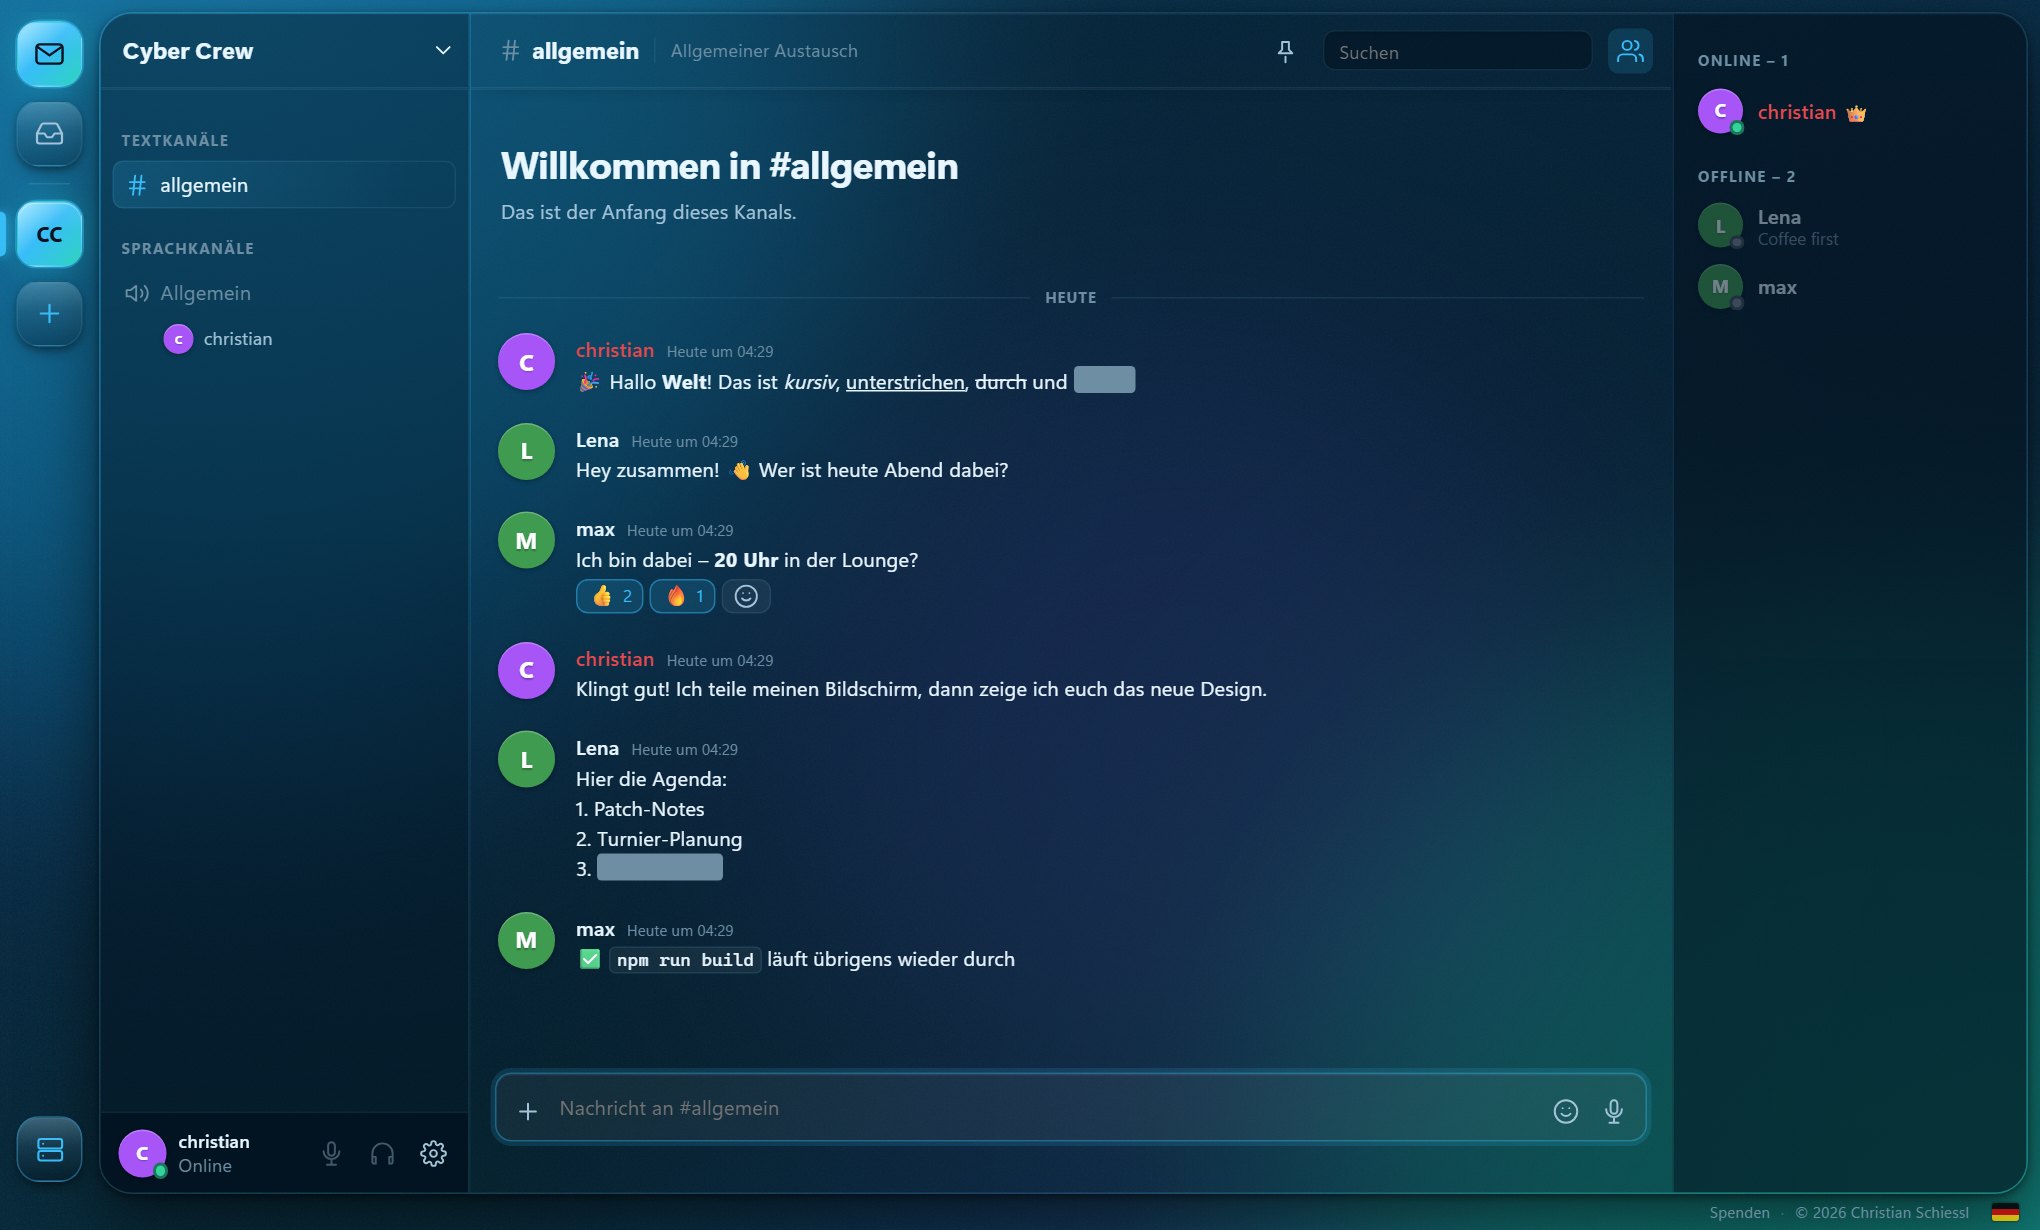 Cyber Crew
CC
TEXTKANÄLE
# allgemein
SPRACHKANÄLE
Allgemein
C christian
C christian
Online
# allgemein Allgemeiner Austausch
Suchen
Willkommen in #allgemein
Das ist der Anfang dieses Kanals.
HEUTE
C
christian Heute um 04:29
🎉 Hallo Welt! Das ist kursiv, unterstrichen, durch und
L
Lena Heute um 04:29
Hey zusammen! 👋 Wer ist heute Abend dabei?
M
max Heute um 04:29
Ich bin dabei – 20 Uhr in der Lounge?
👍 2 🔥 1
C
christian Heute um 04:29
Klingt gut! Ich teile meinen Bildschirm, dann zeige ich euch das neue Design.
L
Lena Heute um 04:29
Hier die Agenda:
1. Patch-Notes
2. Turnier-Planung
3.
M
max Heute um 04:29
✅ npm run build läuft übrigens wieder durch
Nachricht an #allgemein
ONLINE – 1
C christian 👑
OFFLINE – 2
L Lena
Coffee first
M max
Spenden · © 2026 Christian Schiessl